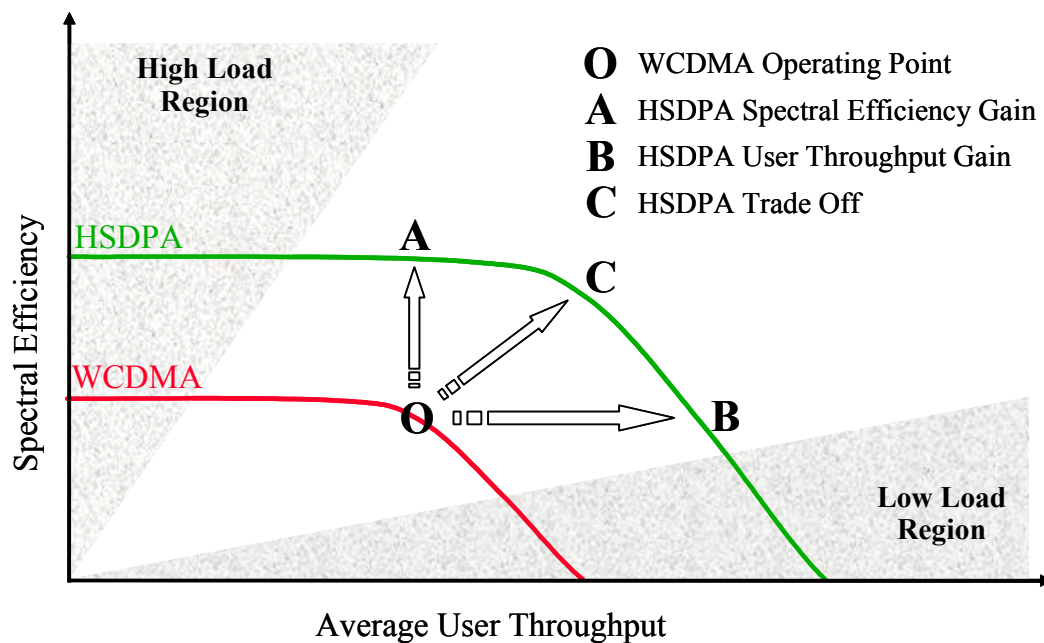 High Load
Region
O WCDMA Operating Point
A HSDPA Spectral Efficiency Gain
B HSDPA User Throughput Gain
C HSDPA Trade Off
HSDPA
A
C
WCDMA
O
B
Low Load
Region
Spectral Efficiency
Average User Throughput